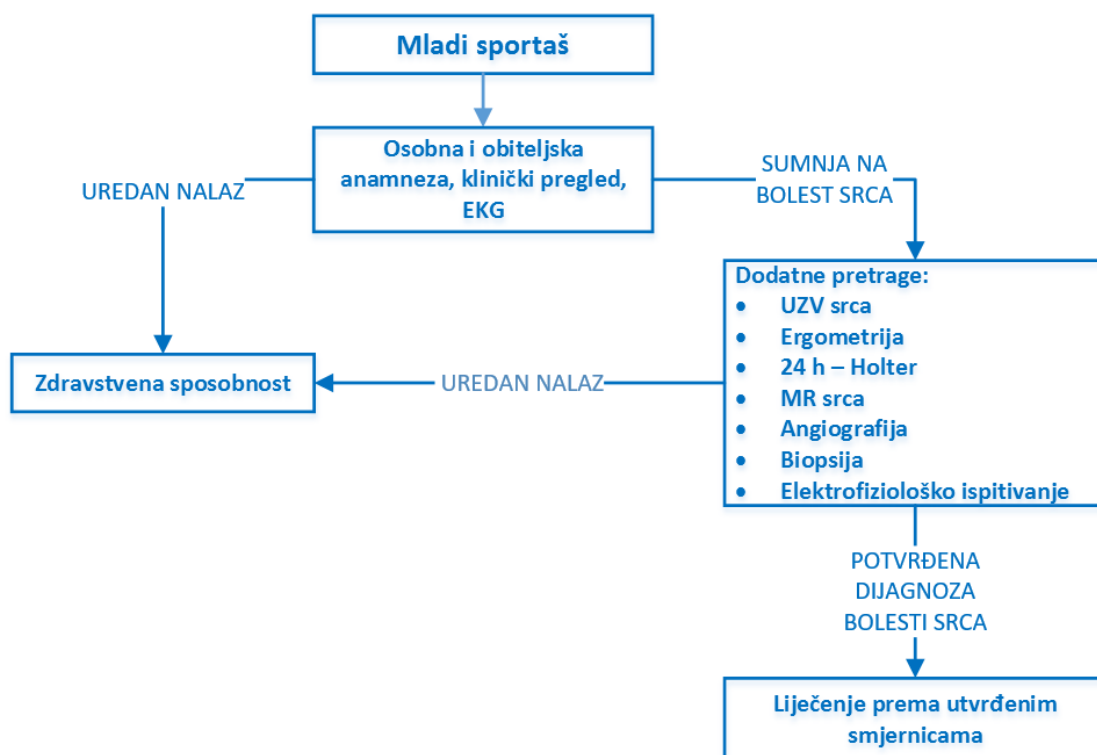 Mladi sportaš
Osobna i obiteljska
anamneza, klinički pregled,
EKG
UREDAN NALAZ
SUMNJA NA
BOLEST SRCA
Dodatne pretrage:
• UZV srca
• Ergometrija
• 24 h – Holter
• MR srca
• Angiografija
• Biopsija
• Elektrofiziološko ispitivanje
Zdravstvena sposobnost
UREDAN NALAZ
POTVRĐENA
DIJAGNOZA
BOLESTI SRCA
Liječenje prema utvrđenim
smjernicama